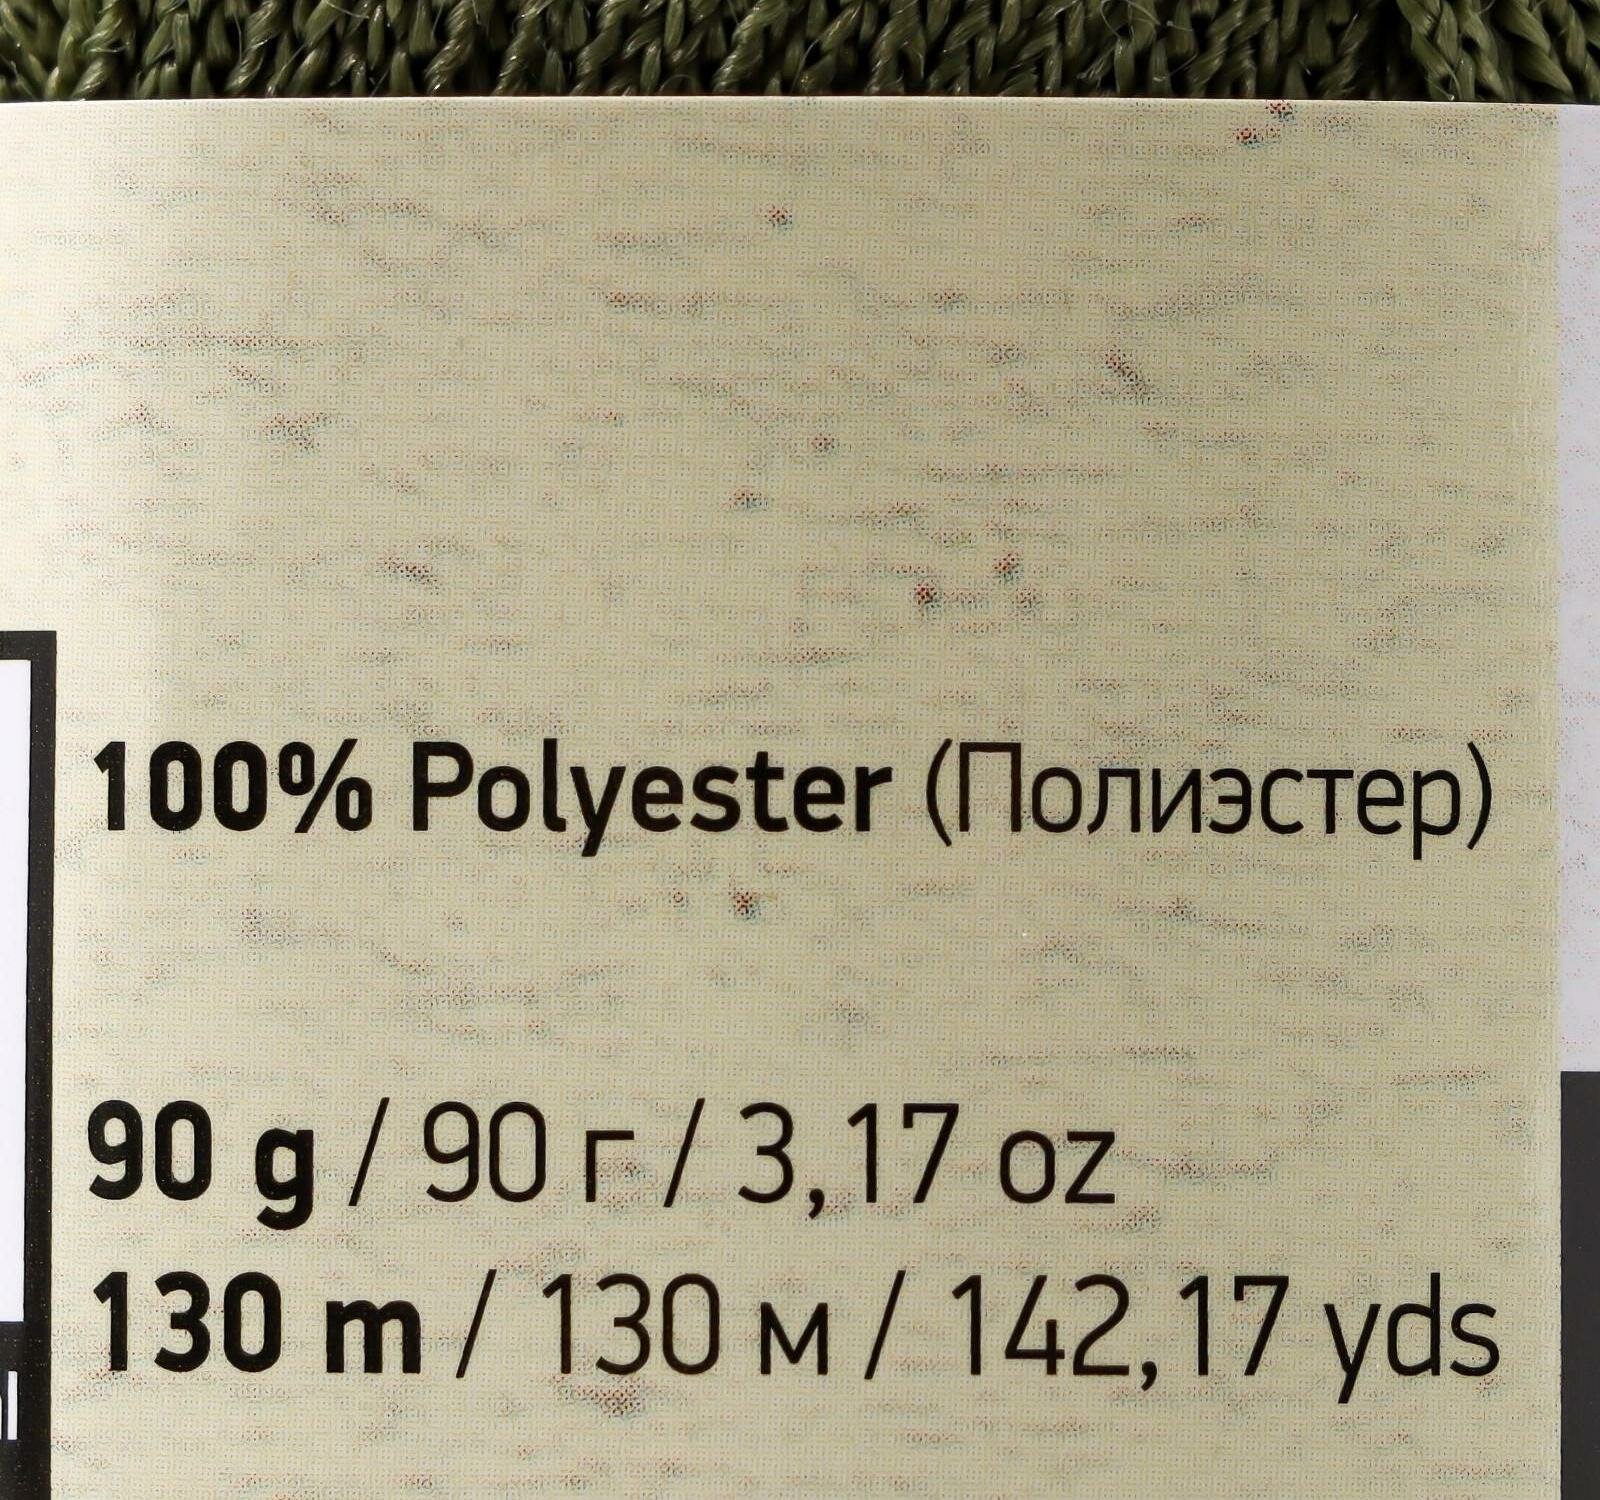 100% Polyester (Полиэстер)
90 g / 90 г / 3,17 oz
130 m / 130 м / 142,17 yds